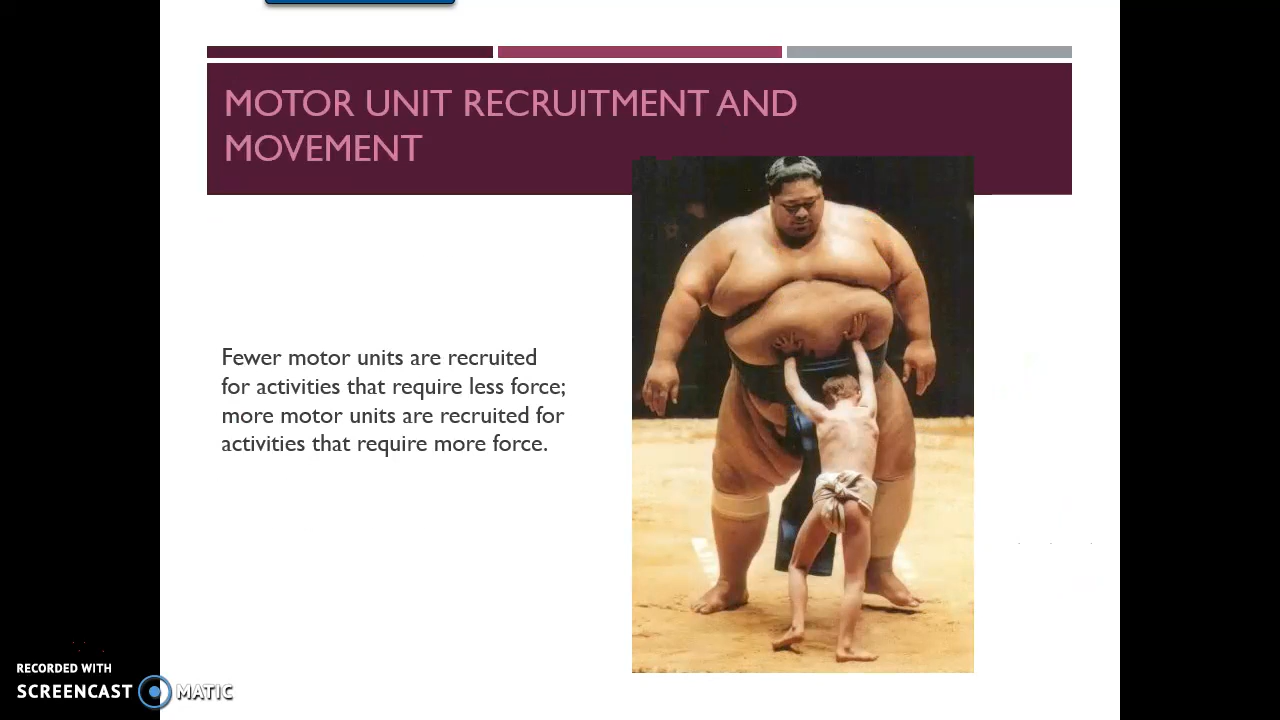 MOTOR UNIT RECRUITMENT AND
MOVEMENT
Fewer motor units are recruited
for activities that require less force;
more motor units are recruited for
activities that require more force.
RECORDED WITH
SCREENCAST MATIC